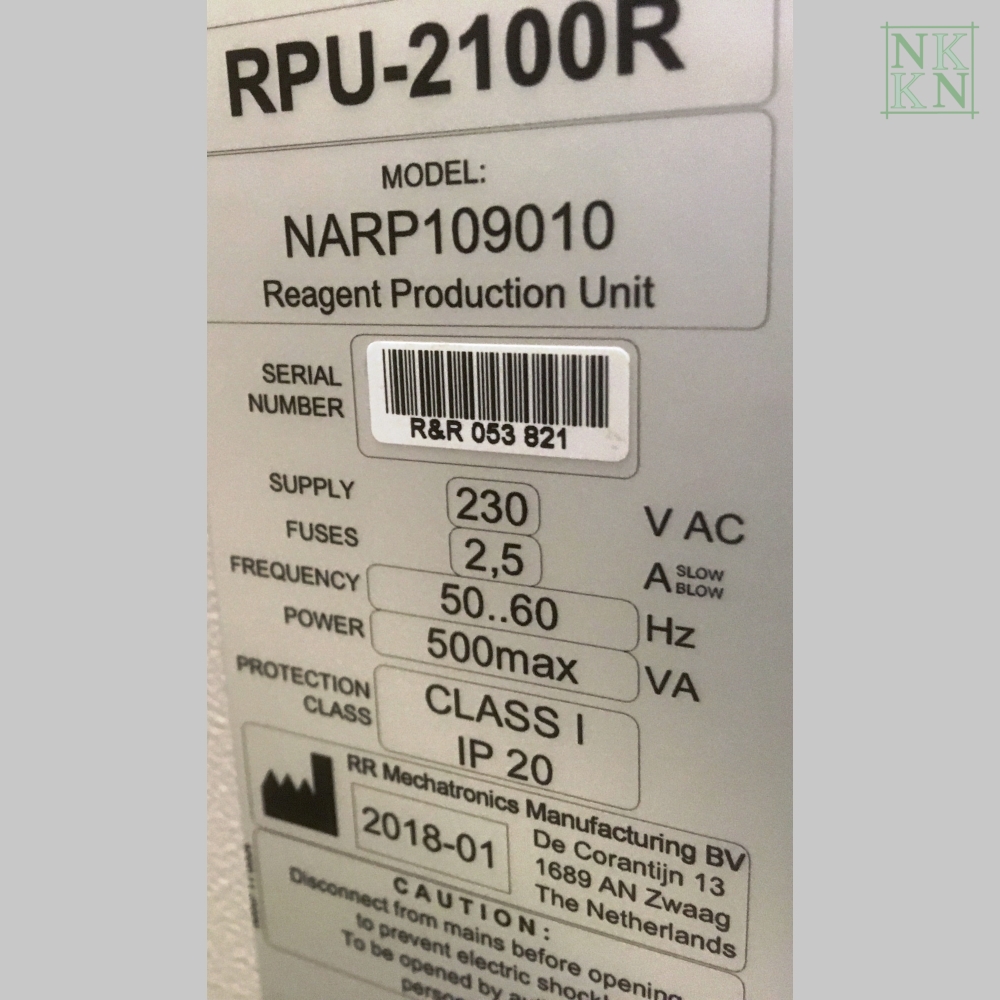 RPU-2100R
MODEL:
NARP109010
Reagent Production Unit
SERIAL
NUMBER
R&R 053 821
SUPPLY 230 V AC
FUSES 2,5 A SLOW BLOW
FREQUENCY 50..60 Hz
POWER 500max VA
PROTECTION
CLASS
CLASS I
IP 20
RR Mechatronics Manufacturing BV
2018-01
De Corantijn 13
1689 AN Zwaag
The Netherlands
CAUTION:
Disconnect from mains before opening
to prevent electric shock!
To be opened by
NK
KN